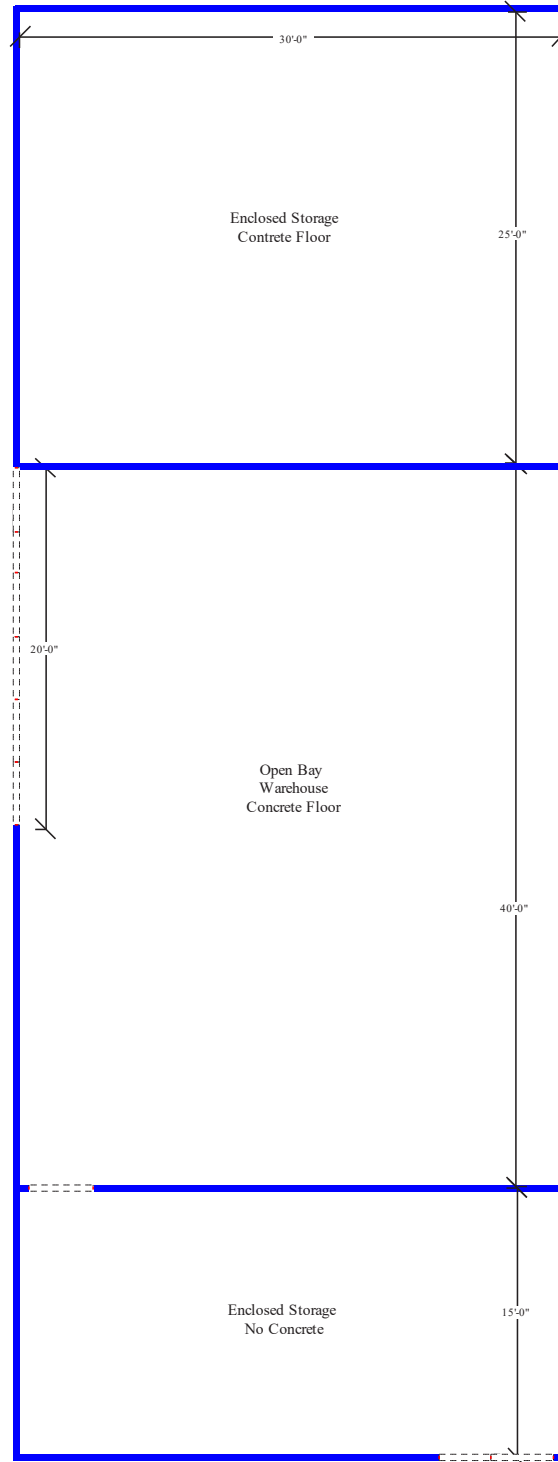 30'-0"
Enclosed Storage
Contrete Floor
25'-0"
20'-0"
Open Bay
Warehouse
Concrete Floor
40'-0"
Enclosed Storage
No Concrete
15'-0"